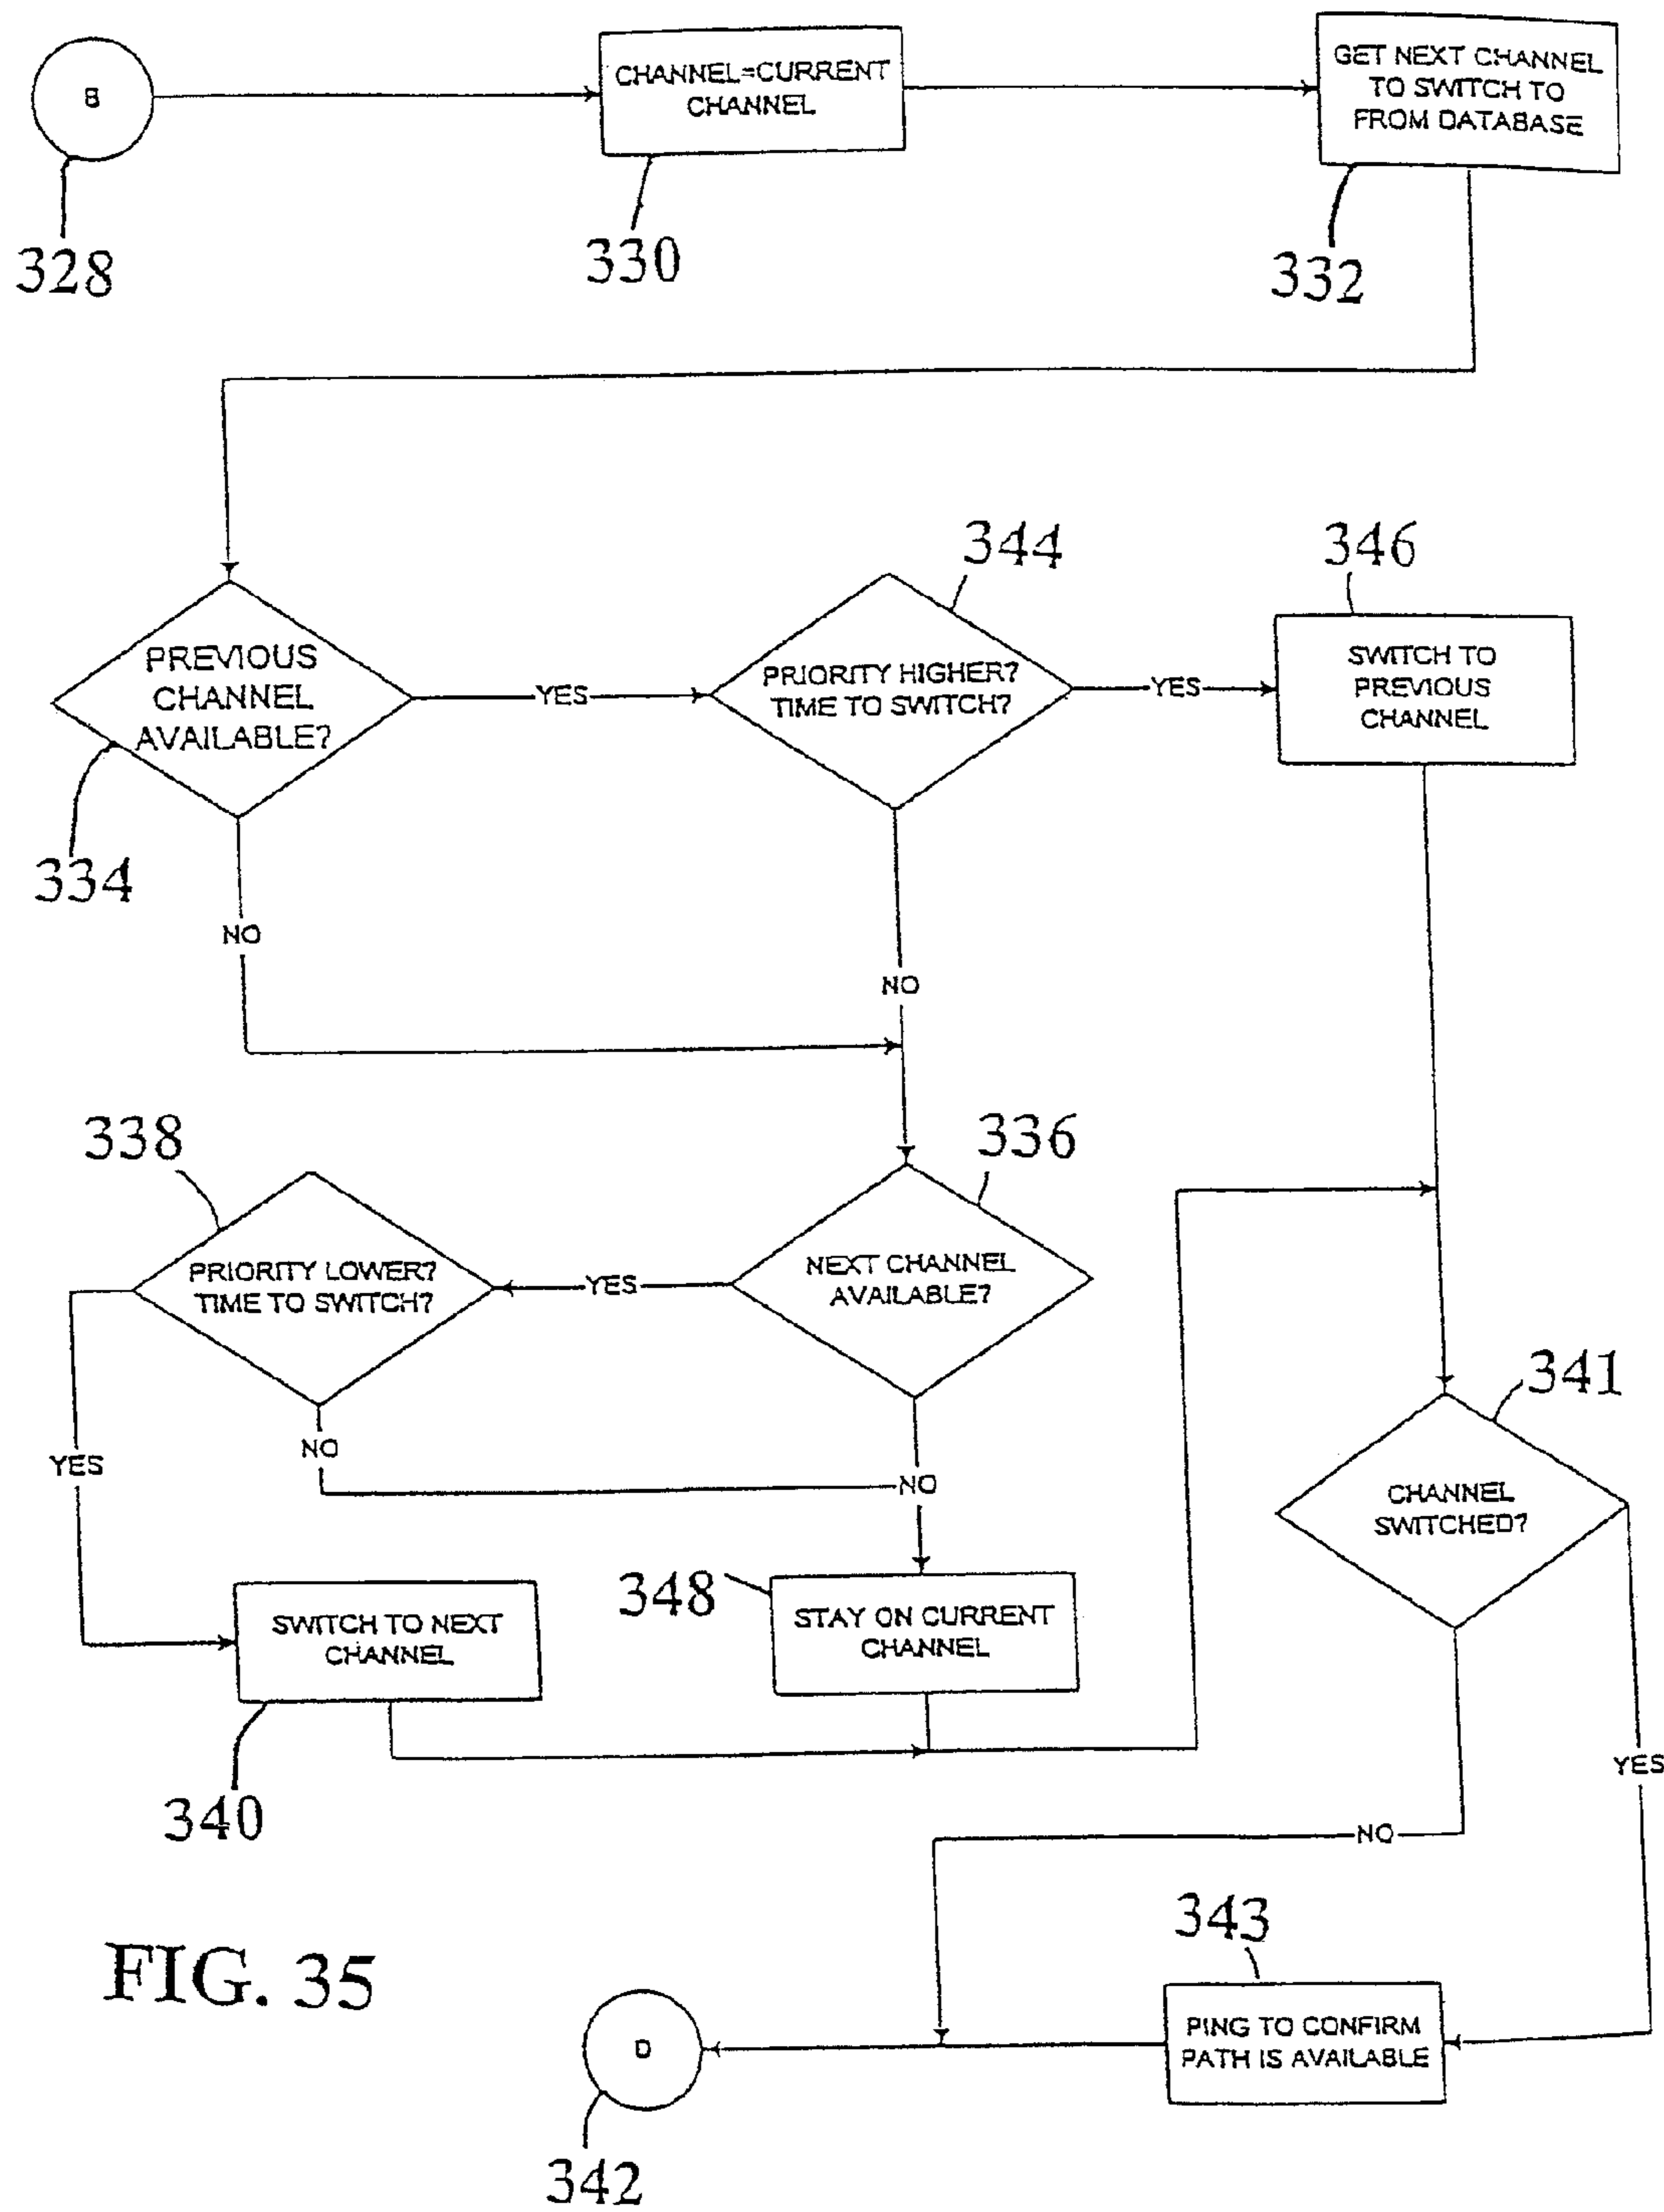 B
CHANNEL=CURRENT
CHANNEL
GET NEXT CHANNEL
TO SWITCH TO
FROM DATABASE
328
330
332
344
346
PREVIOUS
CHANNEL
AVAILABLE?
YES
PRIORITY HIGHER?
TIME TO SWITCH?
YES
SWITCH TO
PREVIOUS
CHANNEL
334
NO
NO
338
336
PRIORITY LOWER?
TIME TO SWITCH?
YES
NEXT CHANNEL
AVAILABLE?
341
YES
NO
NO
CHANNEL
SWITCHED?
348
SWITCH TO NEXT
CHANNEL
STAY ON CURRENT
CHANNEL
340
YES
NO
343
FIG. 35
D
PING TO CONFIRM
PATH IS AVAILABLE
342